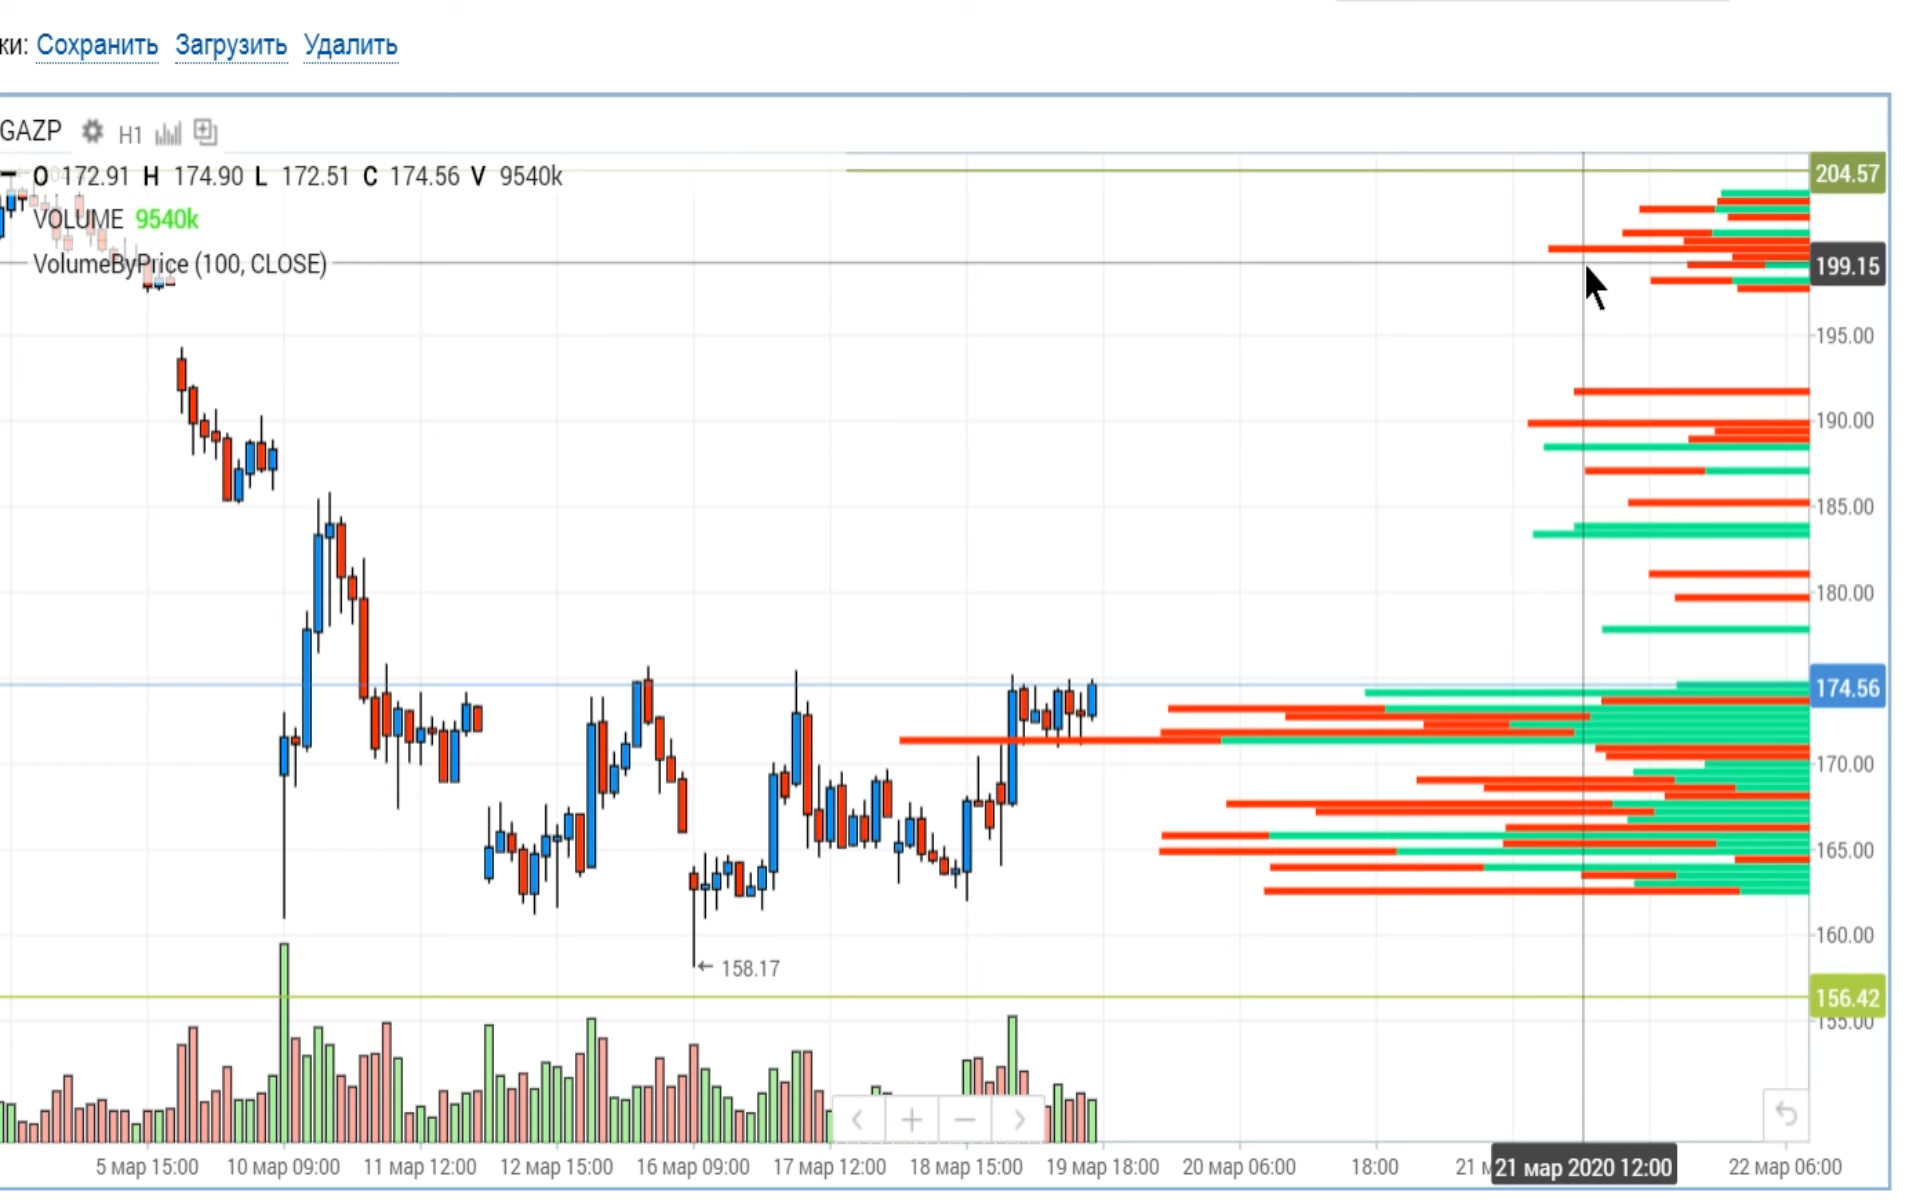 ки: Сохранить Загрузить Удалить
GAZP H1
O 172.91 H 174.90 L 172.51 C 174.56 V 9540k
VOLUME 9540k
VolumeByPrice (100, CLOSE)
204.57
199.15
195.00
190.00
185.00
180.00
174.56
170.00
165.00
160.00
158.17
156.42
155.00
5 мар 15:00 10 мар 09:00 11 мар 12:00 12 мар 15:00 16 мар 09:00 17 мар 12:00 18 мар 15:00 19 мар 18:00 20 мар 06:00 18:00 21 21 мар 2020 12:00 22 мар 06:00